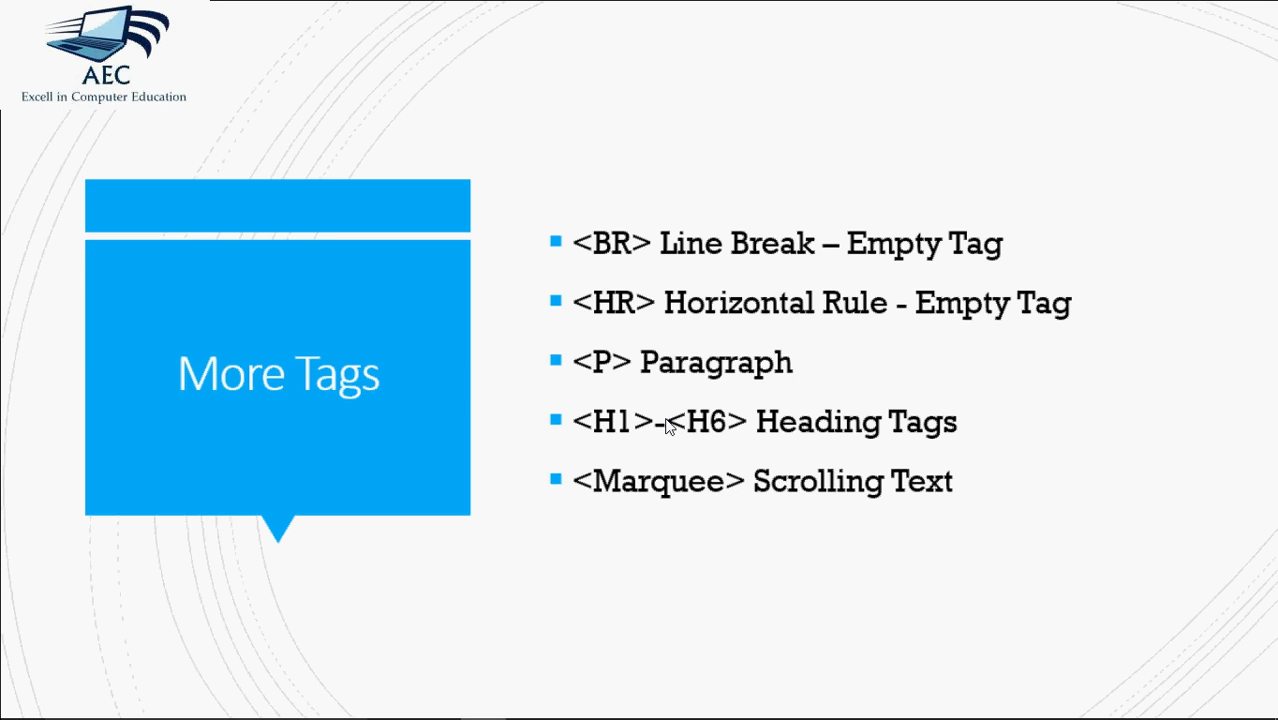 AEC
Excell in Computer Education
More Tags
<BR> Line Break – Empty Tag
<HR> Horizontal Rule - Empty Tag
<P> Paragraph
<H1>-<H6> Heading Tags
<Marquee> Scrolling Text